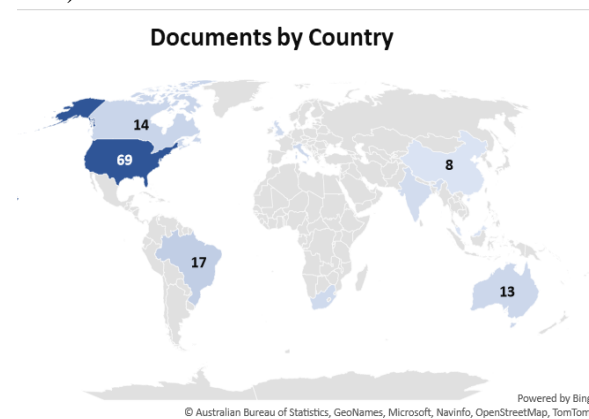 Documents by Country
14
69
8
17
13
Powered by Bing
© Australian Bureau of Statistics, GeoNames, Microsoft, Navinfo, OpenStreetMap, TomTom